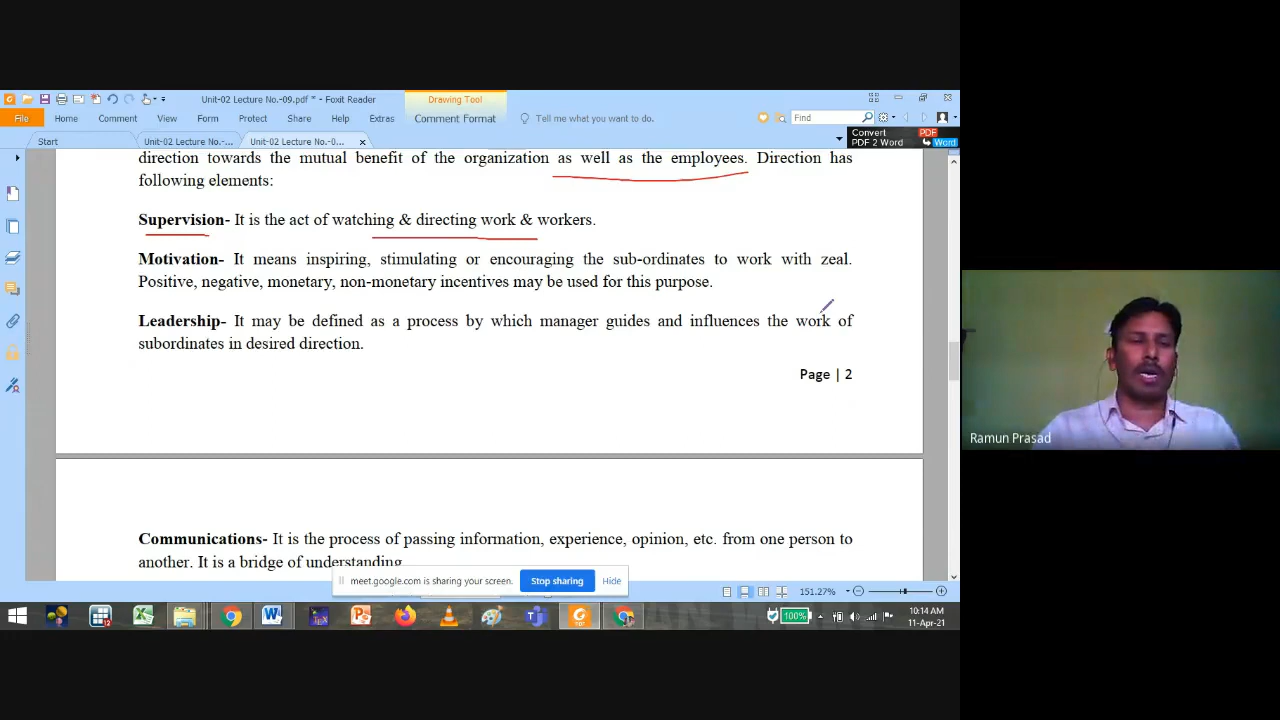 Unit-02 Lecture No.-09.pdf * - Foxit Reader
Drawing Tool
File Home Comment View Form Protect Share Help Extras Comment Format Tell me what you want to do. Find
Start Unit-02 Lecture No.-... Unit-02 Lecture No.-0...
Convert PDF
PDF 2 Word Word
direction towards the mutual benefit of the organization as well as the employees. Direction has
following elements:
Supervision- It is the act of watching & directing work & workers.
Motivation- It means inspiring, stimulating or encouraging the sub-ordinates to work with zeal.
Positive, negative, monetary, non-monetary incentives may be used for this purpose.
Leadership- It may be defined as a process by which manager guides and influences the work of
subordinates in desired direction.
Page | 2
Ramun Prasad
Communications- It is the process of passing information, experience, opinion, etc. from one person to
another. It is a bridge of understanding
meet.google.com is sharing your screen. Stop sharing Hide
151.27%
100%
10:14 AM
11-Apr-21